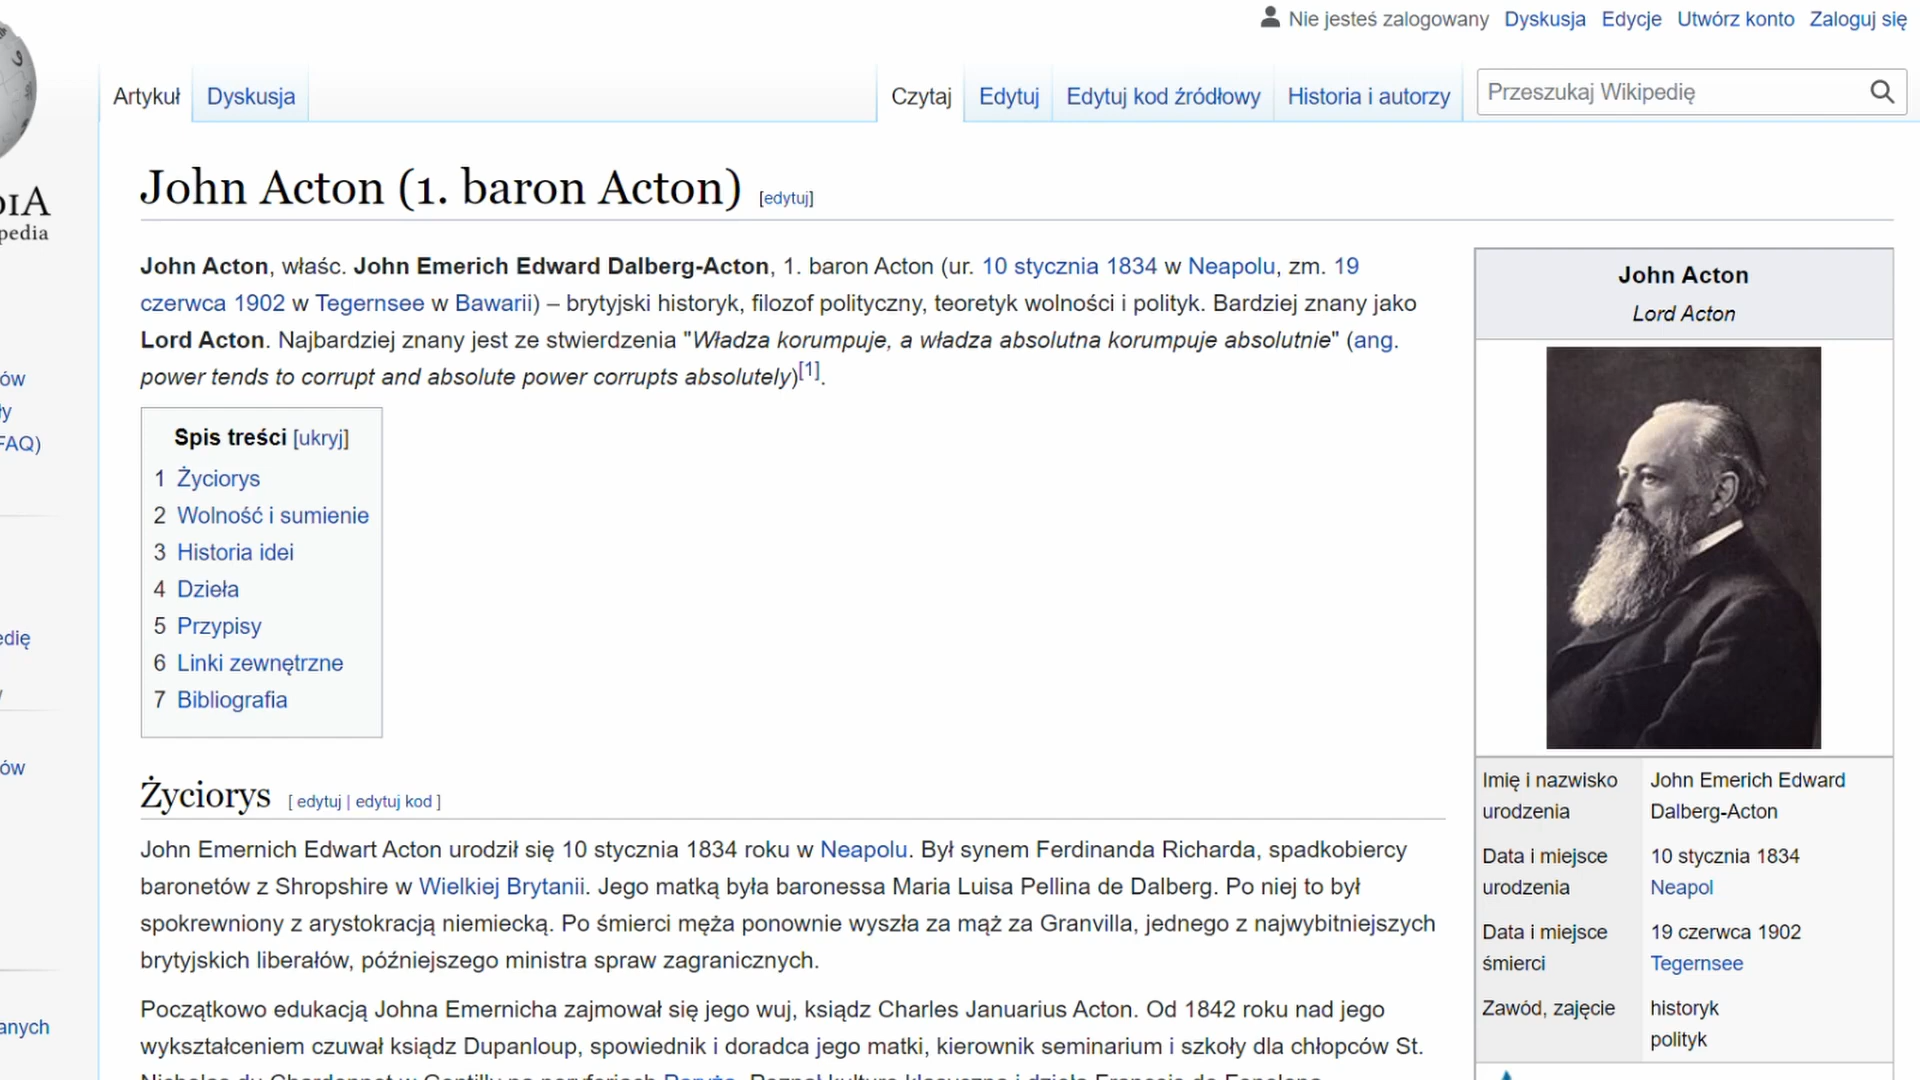 Nie jesteś zalogowany Dyskusja Edycje Utwórz konto Zaloguj się
Artykuł Dyskusja Czytaj Edytuj Edytuj kod źródłowy Historia i autorzy Przeszukaj Wikipedię
John Acton (1. baron Acton) [edytuj]
John Acton, właśc. John Emerich Edward Dalberg-Acton, 1. baron Acton (ur. 10 stycznia 1834 w Neapolu, zm. 19
czerwca 1902 w Tegernsee w Bawarii) – brytyjski historyk, filozof polityczny, teoretyk wolności i polityk. Bardziej znany jako
Lord Acton. Najbardziej znany jest ze stwierdzenia "Władza korumpuje, a władza absolutna korumpuje absolutnie" (ang.
power tends to corrupt and absolute power corrupts absolutely)[1].
Spis treści [ukryj]
1 Życiorys
2 Wolność i sumienie
3 Historia idei
4 Dzieła
5 Przypisy
6 Linki zewnętrzne
7 Bibliografia
Życiorys [ edytuj | edytuj kod ]
John Emernich Edwart Acton urodził się 10 stycznia 1834 roku w Neapolu. Był synem Ferdinanda Richarda, spadkobiercy
baronetów z Shropshire w Wielkiej Brytanii. Jego matką była baronessa Maria Luisa Pellina de Dalberg. Po niej to był
spokrewniony z arystokracją niemiecką. Po śmierci męża ponownie wyszła za mąż za Granvilla, jednego z najwybitniejszych
brytyjskich liberałów, późniejszego ministra spraw zagranicznych.
Początkowo edukacją Johna Emernicha zajmował się jego wuj, ksiądz Charles Januarius Acton. Od 1842 roku nad jego
wykształceniem czuwał ksiądz Dupanloup, spowiednik i doradca jego matki, kierownik seminarium i szkoły dla chłopców St.
John Acton
Lord Acton
Imię i nazwisko John Emerich Edward
urodzenia Dalberg-Acton
Data i miejsce 10 stycznia 1834
urodzenia Neapol
Data i miejsce 19 czerwca 1902
śmierci Tegernsee
Zawód, zajęcie historyk
polityk